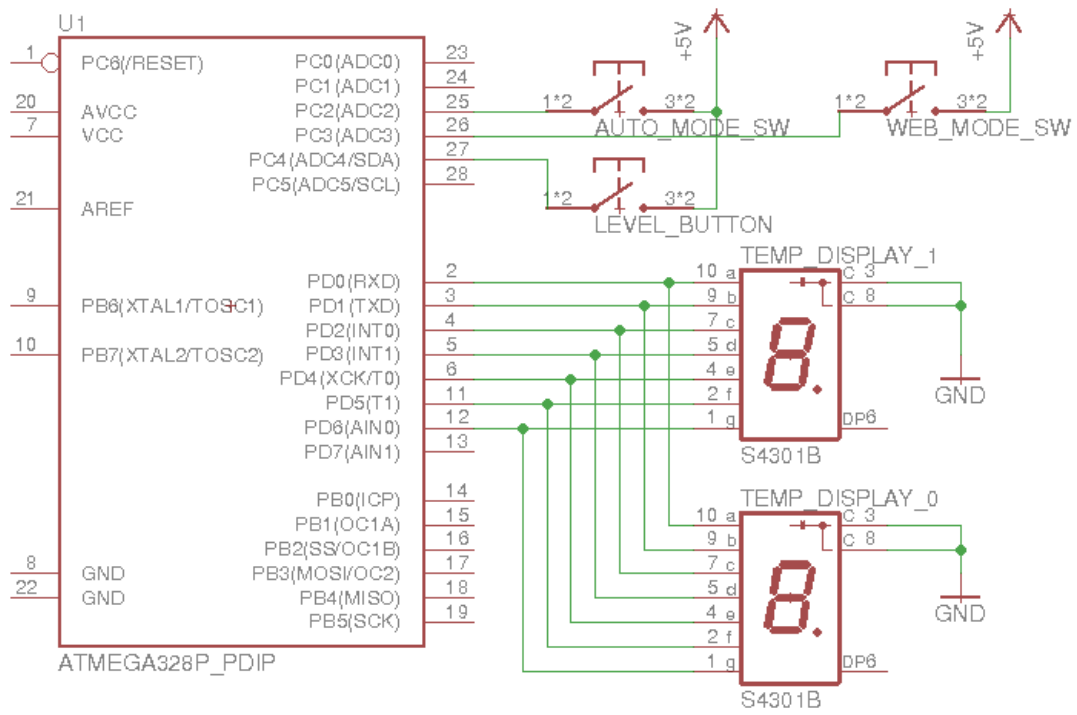 U1
1 PC6(/RESET)
20 AVCC
7 VCC
21 AREF
9 PB6(XTAL1/TOSC1)
10 PB7(XTAL2/TOSC2)
8 GND
22 GND
PC0(ADC0) 23
PC1(ADC1) 24
PC2(ADC2) 25
PC3(ADC3) 26
PC4(ADC4/SDA) 27
PC5(ADC5/SCL) 28
PD0(RXD) 2
PD1(TXD) 3
PD2(INT0) 4
PD3(INT1) 5
PD4(XCK/T0) 6
PD5(T1) 11
PD6(AIN0) 12
PD7(AIN1) 13
PB0(ICP) 14
PB1(OC1A) 15
PB2(SS/OC1B) 16
PB3(MOSI/OC2) 17
PB4(MISO) 18
PB5(SCK) 19
ATMEGA328P_PDIP
+5V
1*2 3*2
AUTO_MODE_SW
+5V
1*2 3*2
WEB_MODE_SW
1*2 3*2
LEVEL_BUTTON
TEMP_DISPLAY_1
10 a C 3
9 b C 8
7 c
5 d
4 e
2 f
1 g DP6
S4301B
GND
TEMP_DISPLAY_0
10 a C 3
9 b C 8
7 c
5 d
4 e
2 f
1 g DP6
S4301B
GND